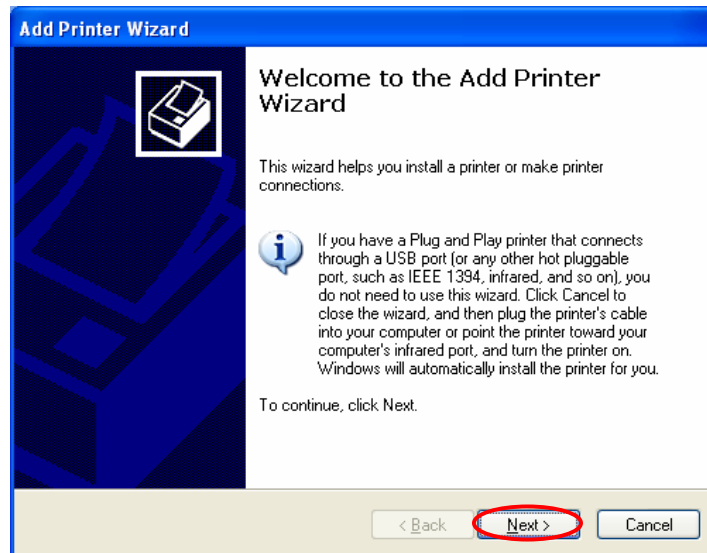 Add Printer Wizard
Welcome to the Add Printer
Wizard
This wizard helps you install a printer or make printer
connections.
If you have a Plug and Play printer that connects
through a USB port (or any other hot pluggable
port, such as IEEE 1394, infrared, and so on), you
do not need to use this wizard. Click Cancel to
close the wizard, and then plug the printer's cable
into your computer or point the printer toward your
computer's infrared port, and turn the printer on.
Windows will automatically install the printer for you.
To continue, click Next.
< Back Next > Cancel